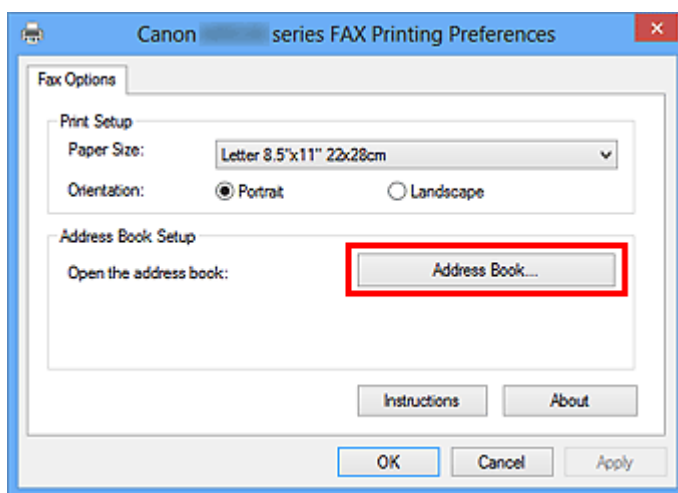 Canon series FAX Printing Preferences
Fax Options
Print Setup
Paper Size: Letter 8.5"x11" 22x28cm
Orientation: Portrait Landscape
Address Book Setup
Open the address book: Address Book...
Instructions About
OK Cancel Apply